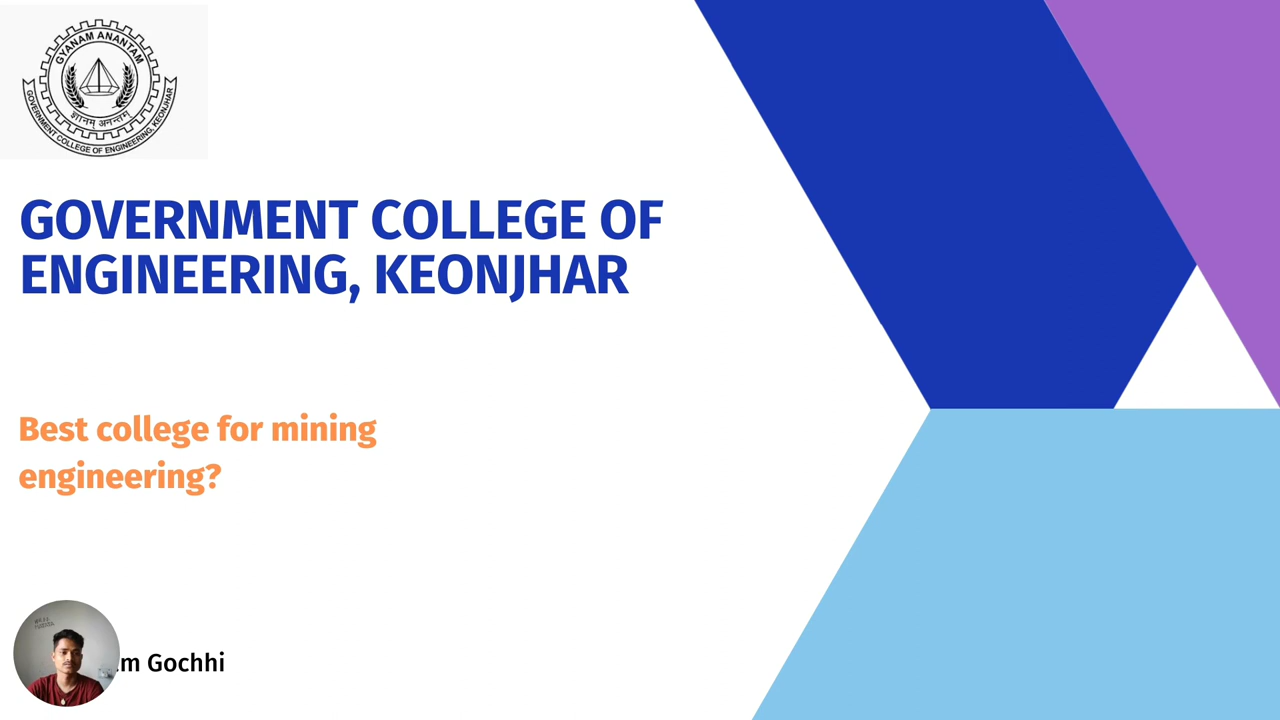 GYANAM ANANTAM
ज्ञानम् अनन्तम्
GOVERNMENT COLLEGE OF ENGINEERING, KEONJHAR
GOVERNMENT COLLEGE OF
ENGINEERING, KEONJHAR
Best college for mining
engineering?
Gochhi